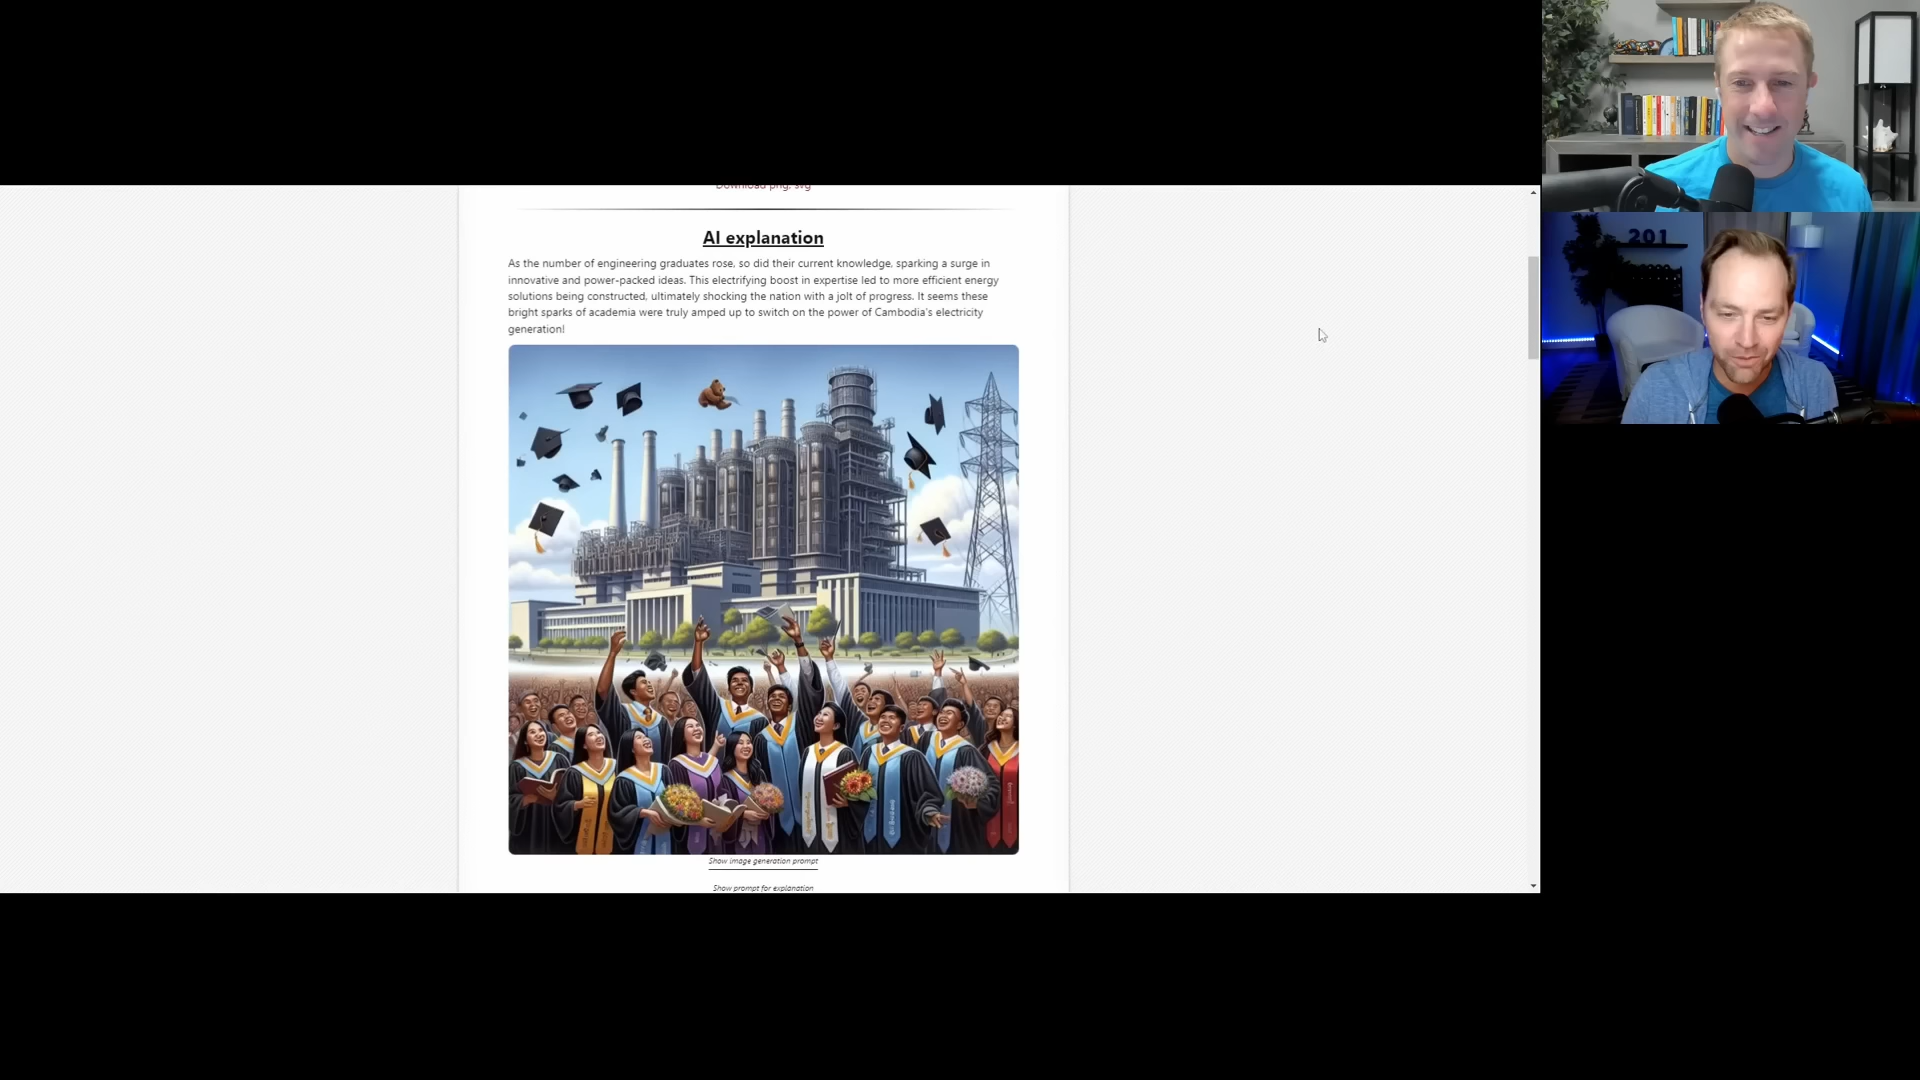 Download png, svg
AI explanation
As the number of engineering graduates rose, so did their current knowledge, sparking a surge in
innovative and power-packed ideas. This electrifying boost in expertise led to more efficient energy
solutions being constructed, ultimately shocking the nation with a jolt of progress. It seems these
bright sparks of academia were truly amped up to switch on the power of Cambodia's electricity
generation!
Show image generation prompt
Show prompt for explanation
201